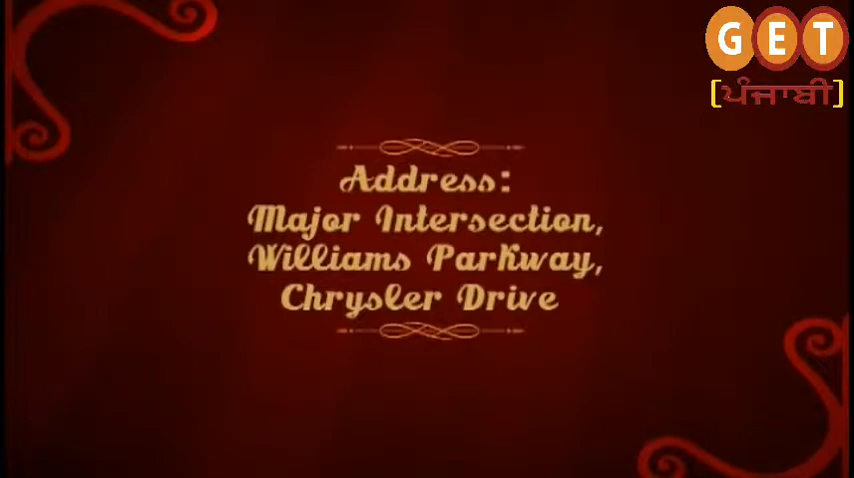 GET
[ਪੰਜਾਬੀ]
Address:
Major Intersection,
Williams Parkway,
Chrysler Drive